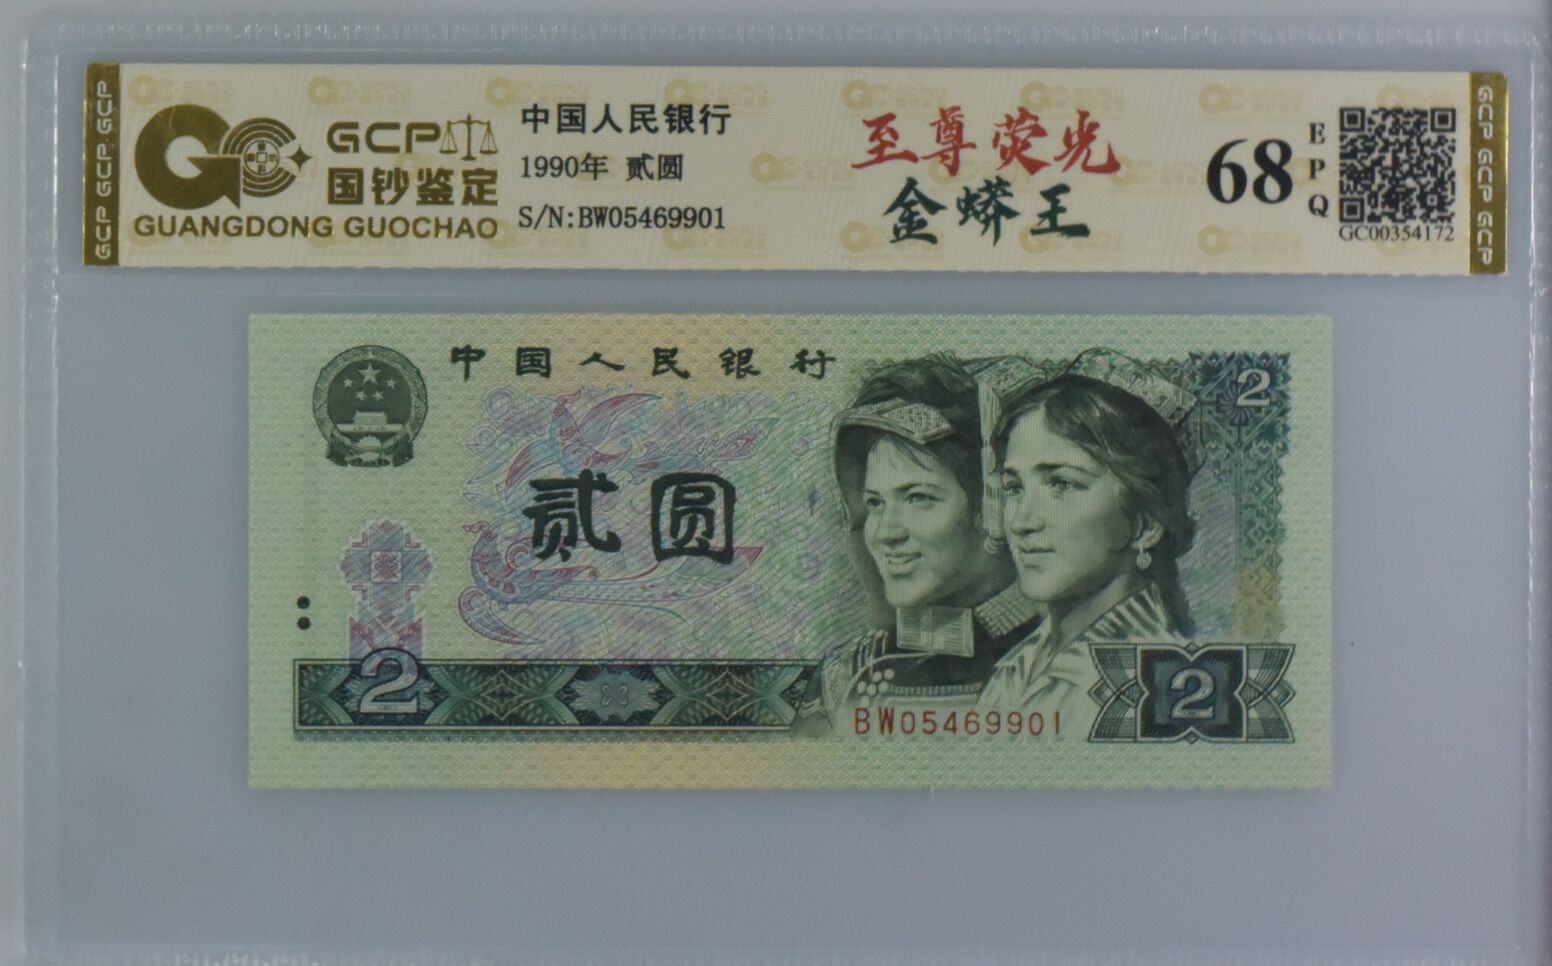 GCP GCP GCP
GCP
国钞鉴定
GUANGDONG GUOCHAO
中国人民银行
1990年 贰圆
S/N:BW05469901
至尊荧光
金蟒王
68
EPQ
GC00354172
GCP GCP GCP
中国人民银行
2
贰圆
2
BW05469901
2